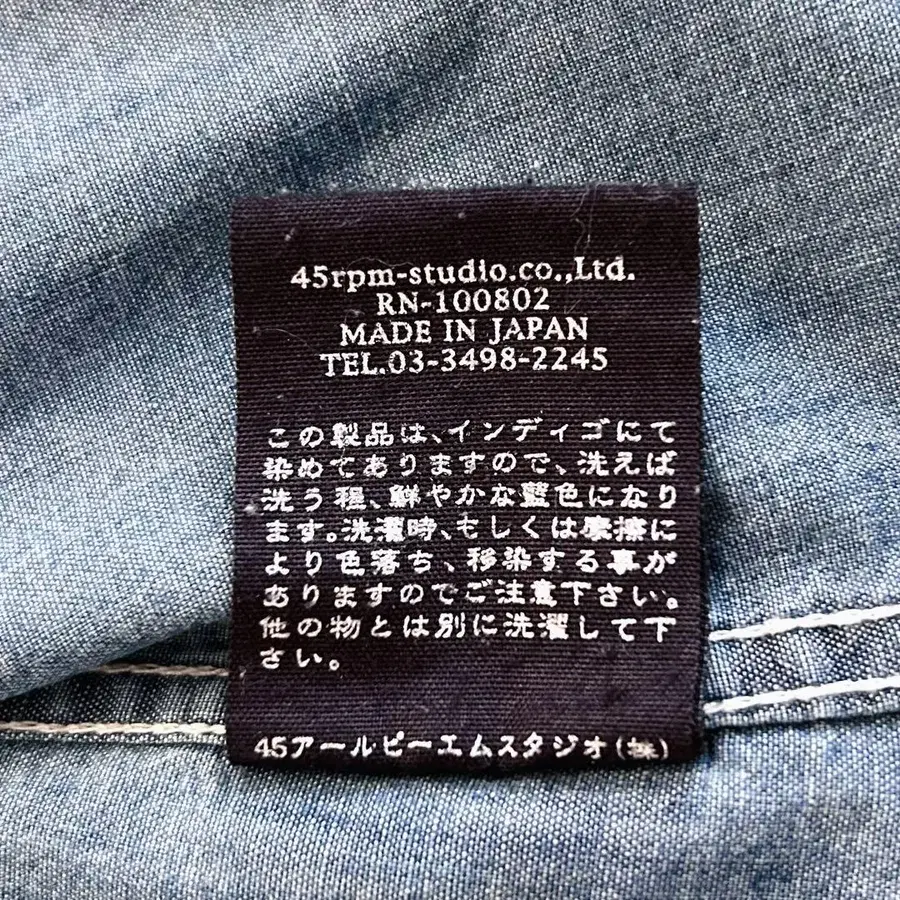 45rpm-studio.co.,Ltd.
RN-100802
MADE IN JAPAN
TEL.03-3498-2245
この製品は、インディゴにて
染めてありますので、洗えば
洗う程、鮮やかな藍色になり
ます。洗濯時、もしくは摩擦に
より色落ち、移染する事が
ありますのでご注意下さい。
他の物とは別に洗濯して下
さい。
45アールピーエムスタジオ(株)